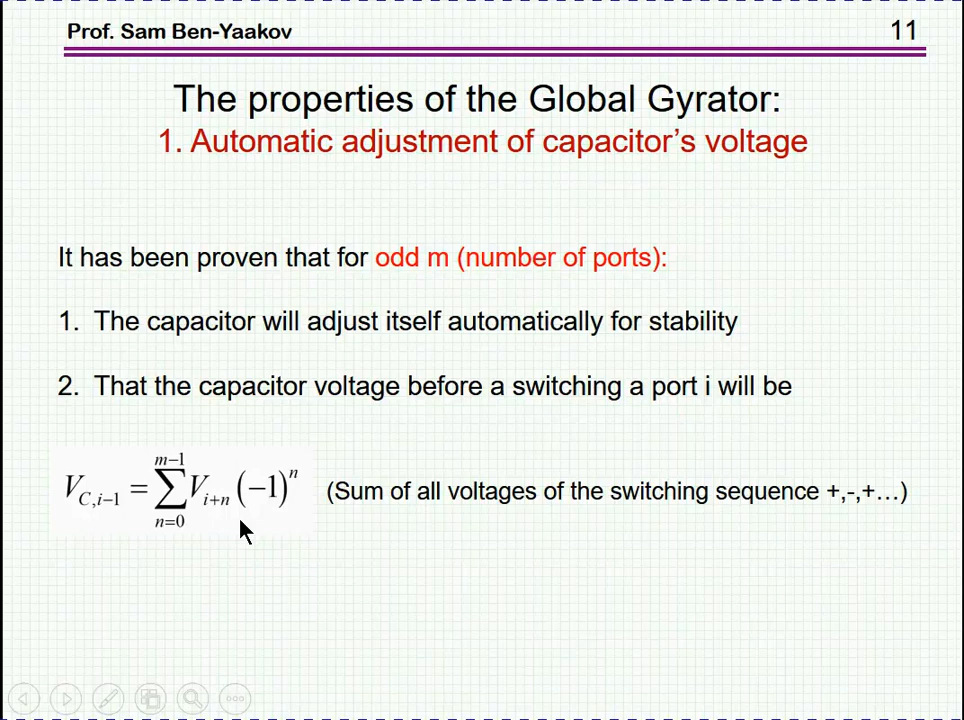 Prof. Sam Ben-Yaakov
11
The properties of the Global Gyrator:
1. Automatic adjustment of capacitor's voltage
It has been proven that for odd m (number of ports):
1. The capacitor will adjust itself automatically for stability
2. That the capacitor voltage before a switching a port i will be
V_{C,i−1} = \sum_{n=0}^{m−1} V_{i+n} (−1)^n (Sum of all voltages of the switching sequence +,-,+…)